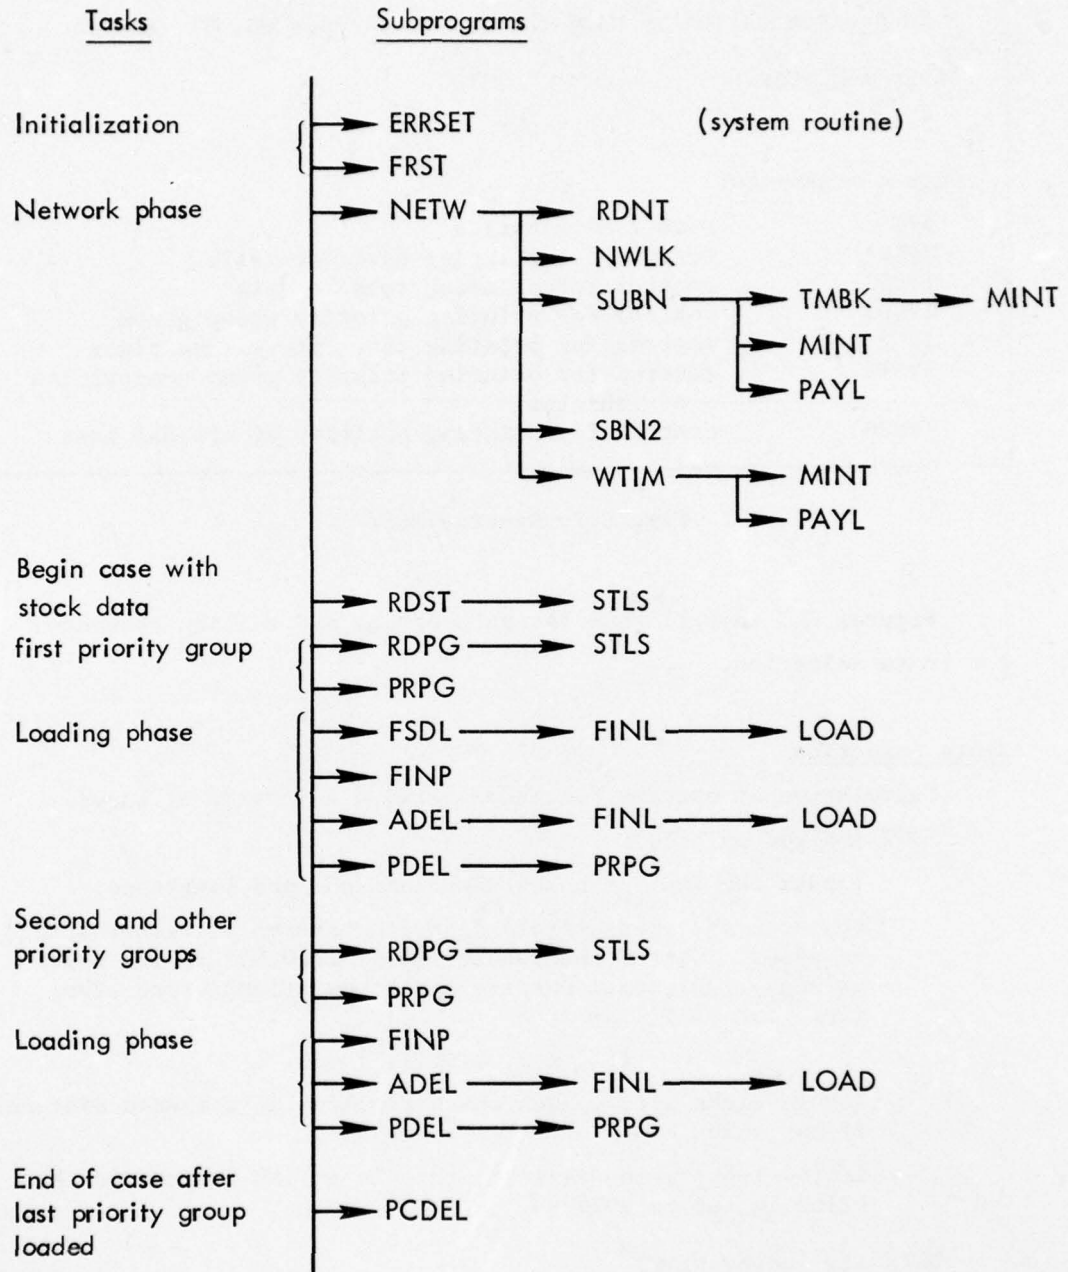 Tasks Subprograms
Initialization ERRSET (system routine)
FRST
Network phase NETW RDNT
NWLK
SUBN TMBK MINT
MINT
PAYL
SBN2
WTIM MINT
PAYL
Begin case with
stock data RDST STLS
first priority group RDPG STLS
PRPG
Loading phase FSDL FINL LOAD
FINP
ADEL FINL LOAD
PDEL PRPG
Second and other
priority groups RDPG STLS
PRPG
Loading phase FINP
ADEL FINL LOAD
PDEL PRPG
End of case after
last priority group PCDEL
loaded